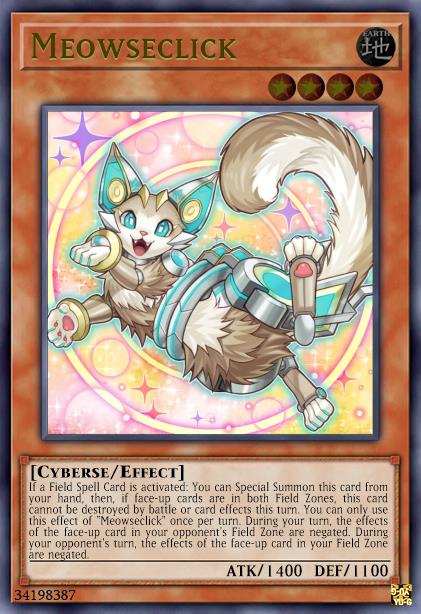 Meowseclick
EARTH
地
[Cyberse/Effect]
If a Field Spell Card is activated: You can Special Summon this card from
your hand, then, if face-up cards are in both Field Zones, this card
cannot be destroyed by battle or card effects this turn. You can only use
this effect of "Meowseclick" once per turn. During your turn, the effects
of the face-up card in your opponent's Field Zone are negated. During
your opponent's turn, the effects of the face-up card in your Field Zone
are negated.
ATK/1400 DEF/1100
34198387